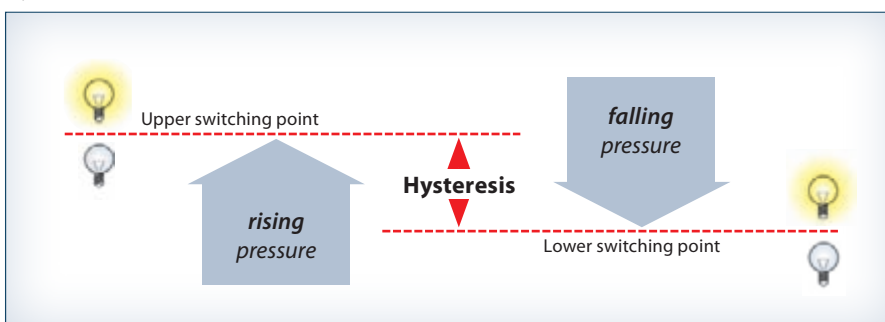 Upper switching point
falling
pressure
Hysteresis
rising
pressure
Lower switching point